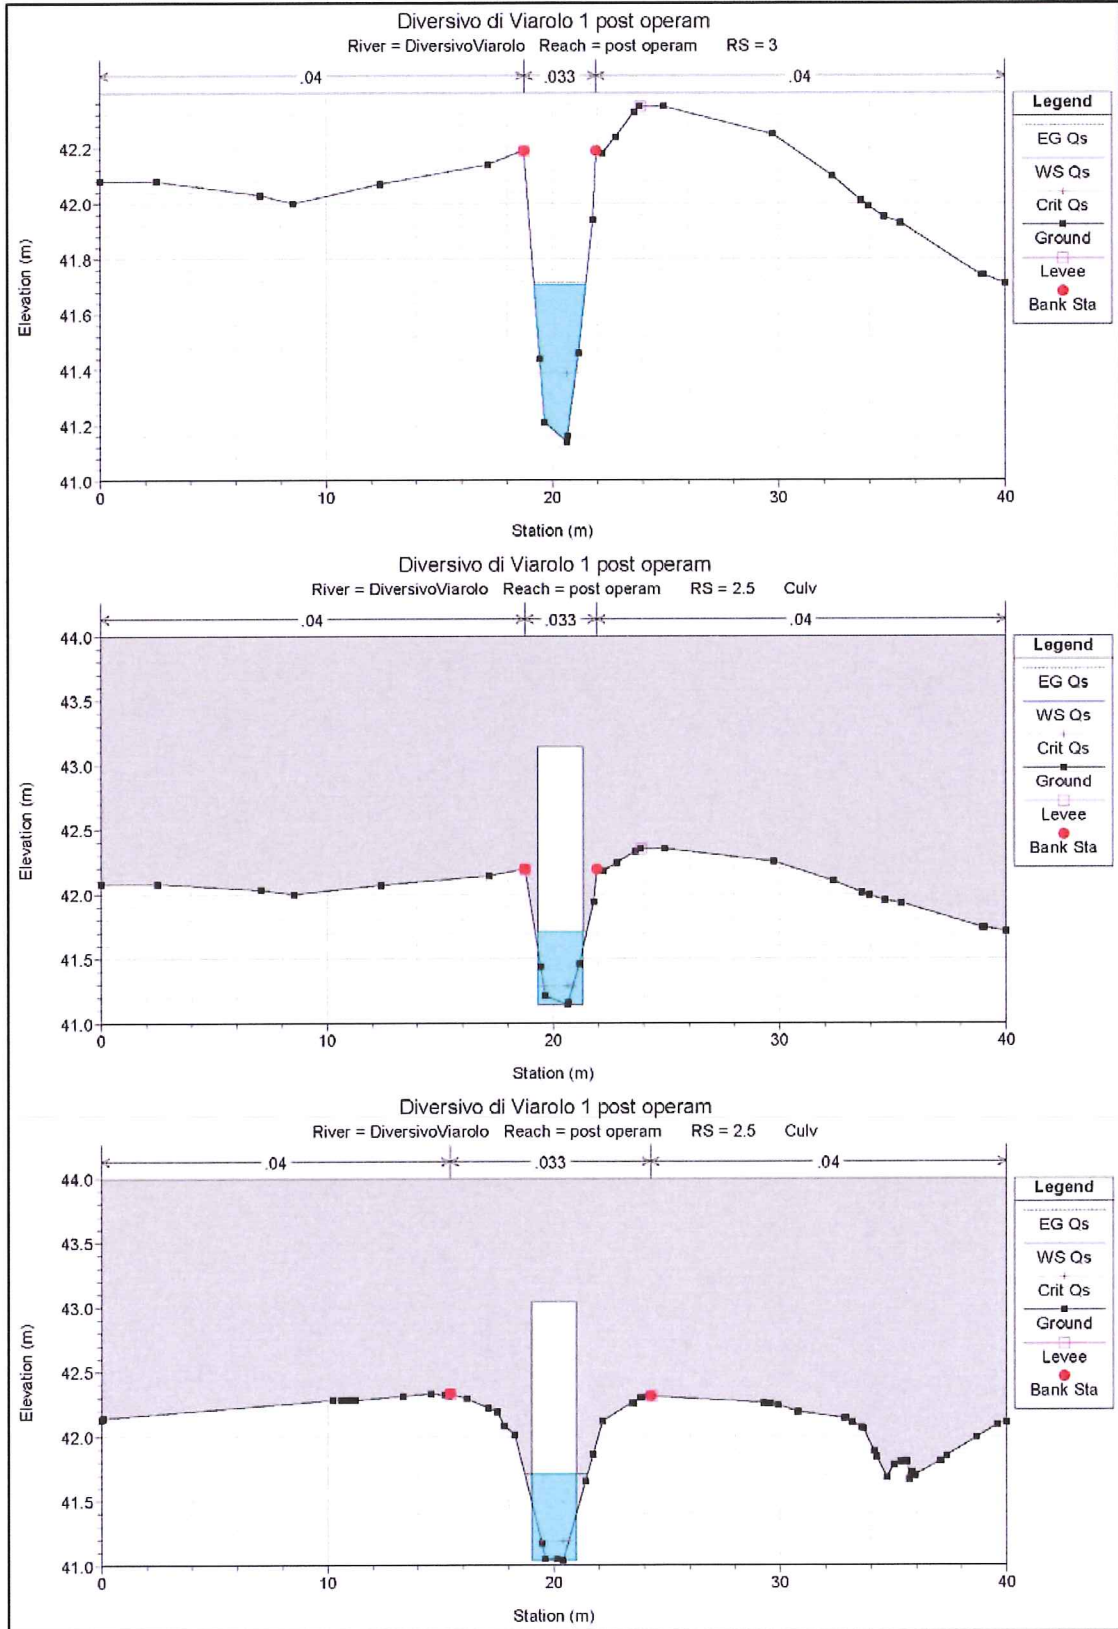 Diversivo di Viarolo 1 post operam
River = DiversivoViarolo Reach = post operam RS = 3
.04 .033 .04
Legend
EG Qs
WS Qs
Crit Qs
Ground
Levee
Bank Sta
42.2
42.0
41.8
41.6
41.4
41.2
41.0
Elevation (m)
0 10 20 30 40
Station (m)
Diversivo di Viarolo 1 post operam
River = DiversivoViarolo Reach = post operam RS = 2.5 Culv
.04 .033 .04
Legend
EG Qs
WS Qs
Crit Qs
Ground
Levee
Bank Sta
44.0
43.5
43.0
42.5
42.0
41.5
41.0
Elevation (m)
0 10 20 30 40
Station (m)
Diversivo di Viarolo 1 post operam
River = DiversivoViarolo Reach = post operam RS = 2.5 Culv
.04 .033 .04
Legend
EG Qs
WS Qs
Crit Qs
Ground
Levee
Bank Sta
44.0
43.5
43.0
42.5
42.0
41.5
41.0
Elevation (m)
0 10 20 30 40
Station (m)